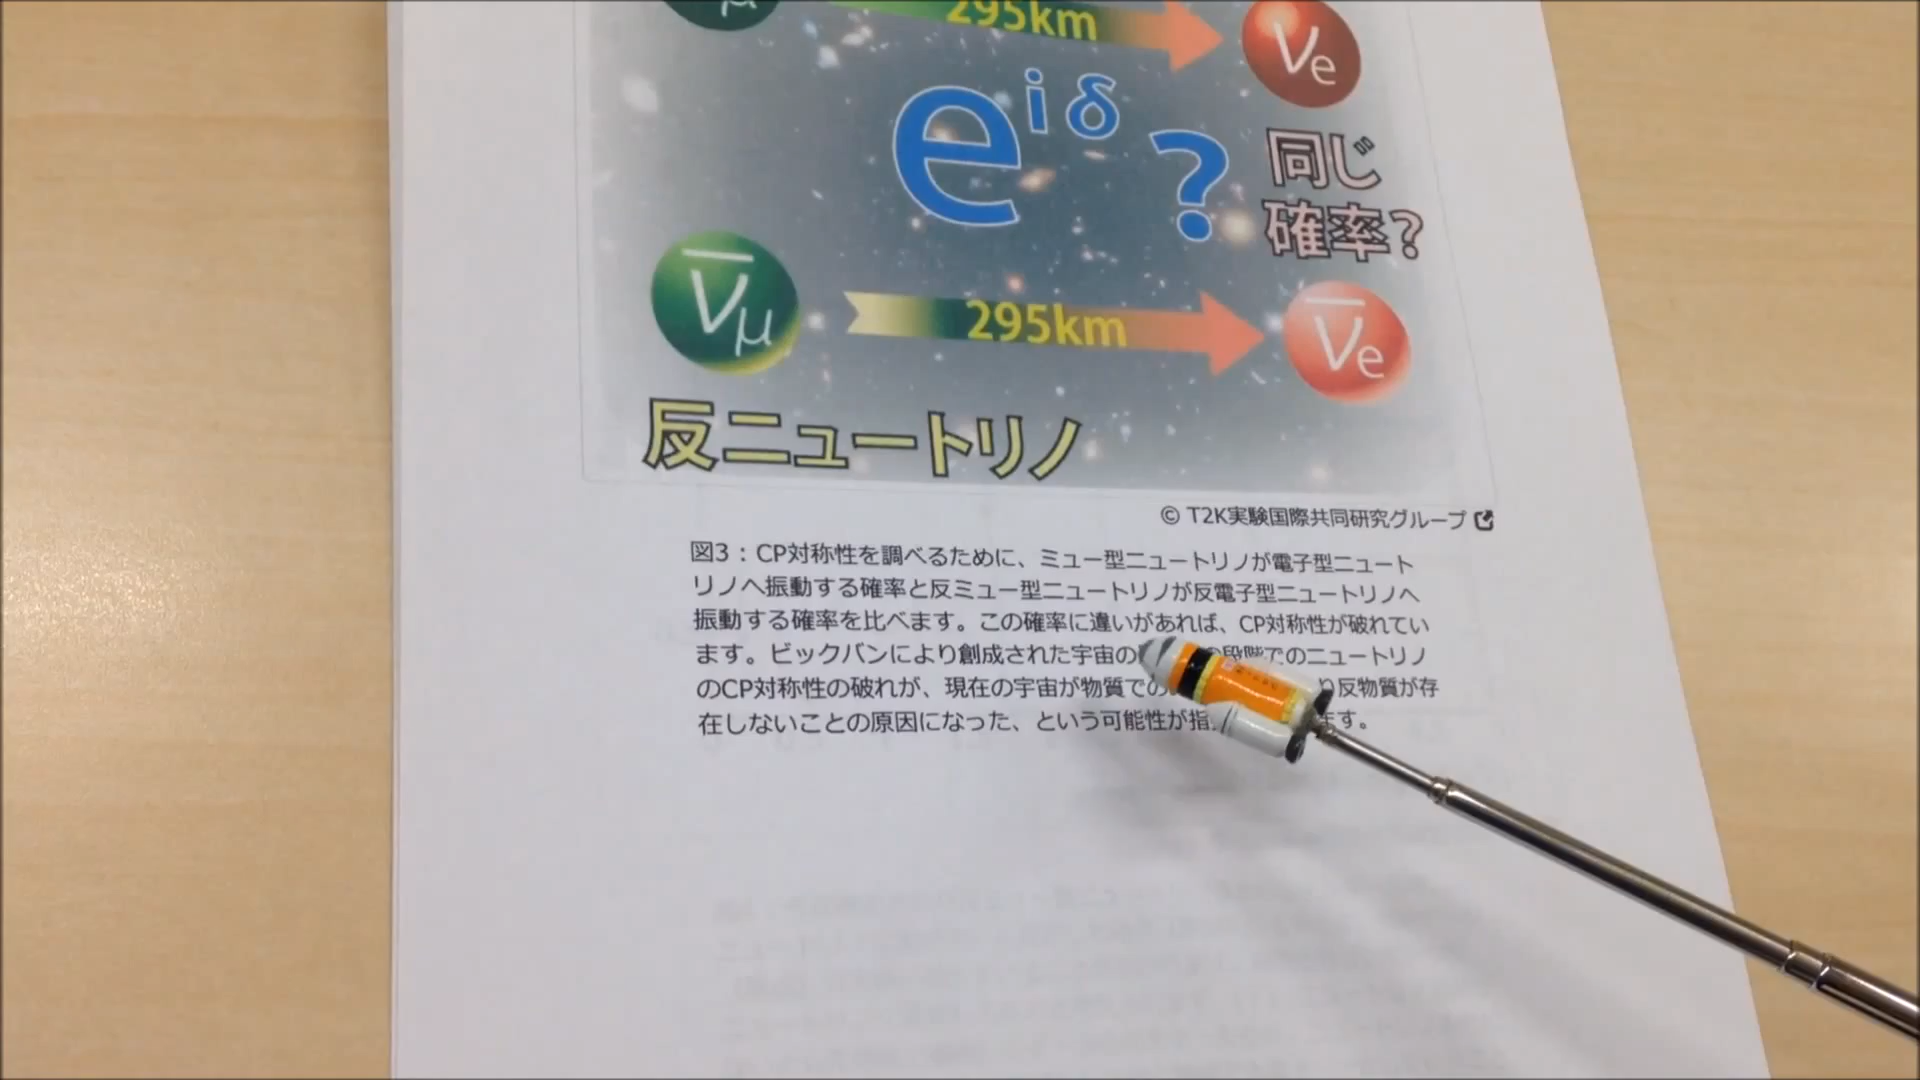 μ 295km νe
e^iδ ?
同じ
確率?
ν̅μ 295km ν̅e
反ニュートリノ
© T2K実験国際共同研究グループ
図3：CP対称性を調べるために、ミュー型ニュートリノが電子型ニュート
リノへ振動する確率と反ミュー型ニュートリノが反電子型ニュートリノへ
振動する確率を比べます。この確率に違いがあれば、CP対称性が破れてい
ます。ビックバンにより創成された宇宙の 段階でのニュートリノ
のCP対称性の破れが、現在の宇宙が物質で り反物質が存
在しないことの原因になった、という可能性が指 ます。